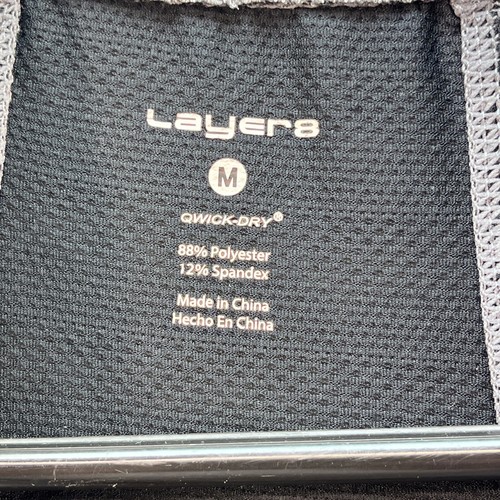 Layer8
M
QWICK-DRY®
88% Polyester
12% Spandex
Made in China
Hecho En China